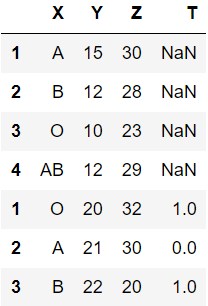 X Y Z T
1 A 15 30 NaN
2 B 12 28 NaN
3 O 10 23 NaN
4 AB 12 29 NaN
1 O 20 32 1.0
2 A 21 30 0.0
3 B 22 20 1.0